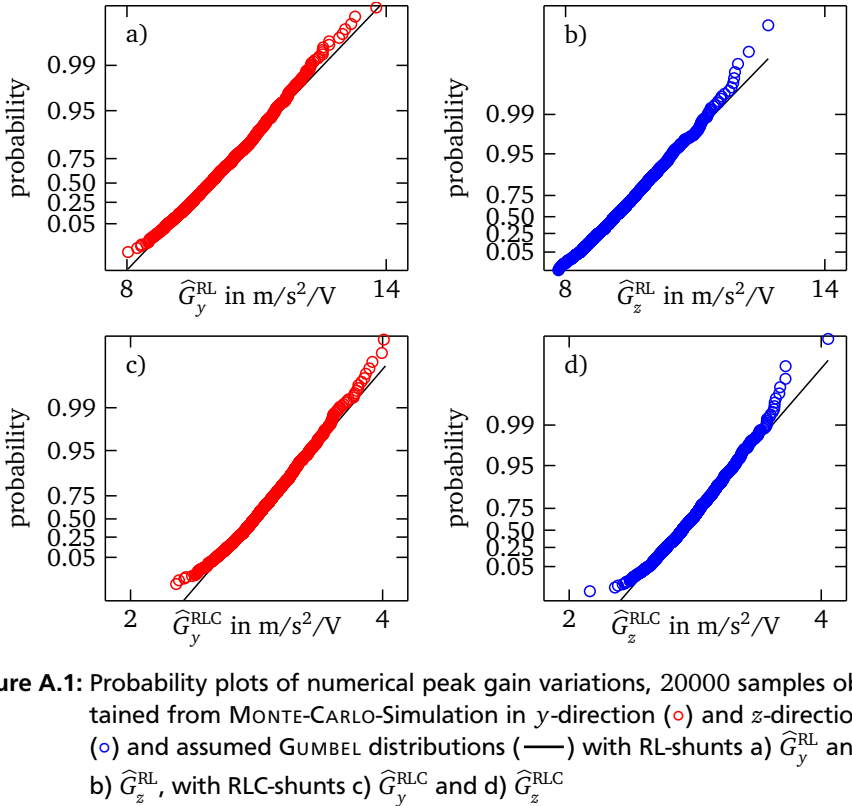 a)
probability
0.99
0.95
0.75
0.50
0.25
0.05
8
14
Ĝ_y^RL in m/s²/V
b)
probability
0.99
0.95
0.75
0.50
0.25
0.05
8
14
Ĝ_z^RL in m/s²/V
c)
probability
0.99
0.95
0.75
0.50
0.25
0.05
2
4
Ĝ_y^RLC in m/s²/V
d)
probability
0.99
0.95
0.75
0.50
0.25
0.05
2
4
Ĝ_z^RLC in m/s²/V
ure A.1: Probability plots of numerical peak gain variations, 20000 samples ob
tained from MONTE-CARLO-Simulation in y-direction (○) and z-directio
(○) and assumed GUMBEL distributions (—) with RL-shunts a) Ĝ_y^RL an
b) Ĝ_z^RL, with RLC-shunts c) Ĝ_y^RLC and d) Ĝ_z^RLC